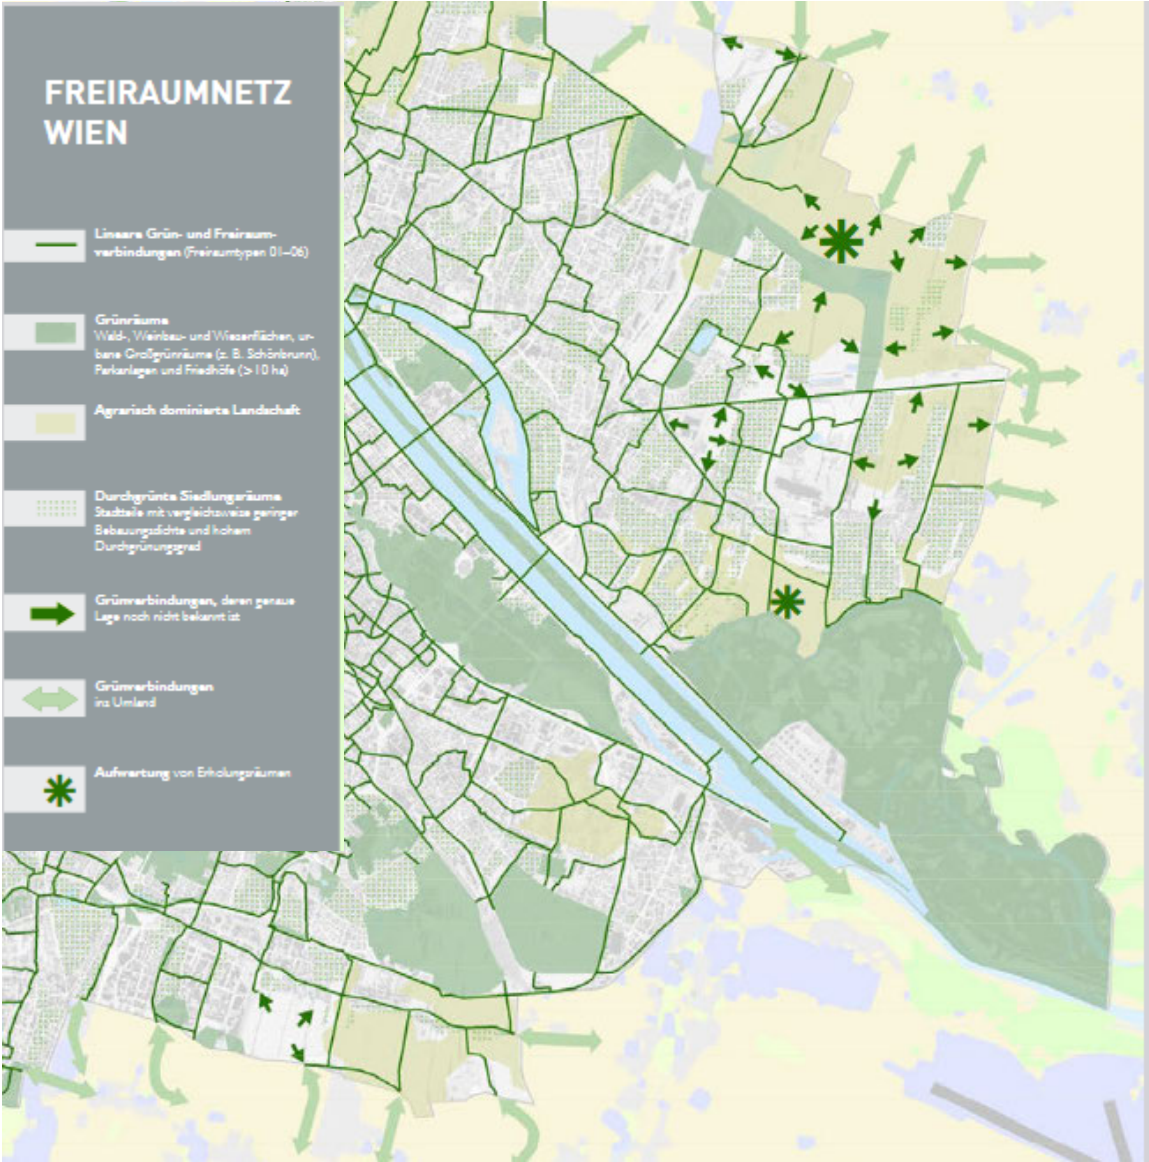 FREIRAUMNETZ
WIEN
Lineare Grün- und Freiraum-
verbindungen (Freiraumtypen 01–06)
Grünräume
Wald-, Weinbau- und Wiesenflächen, ur-
bane Großgrünräume (z. B. Schönbrunn),
Parkanlagen und Friedhöfe (>10 ha)
Agrarisch dominierte Landschaft
Durchgrünte Siedlungsräume
Stadtteile mit vergleichsweise geringer
Bebauungsdichte und hohem
Durchgrünungsgrad
Grünverbindungen, deren genaue
Lage noch nicht bekannt ist
Grünverbindungen
ins Umland
Aufwertung von Erholungsräumen